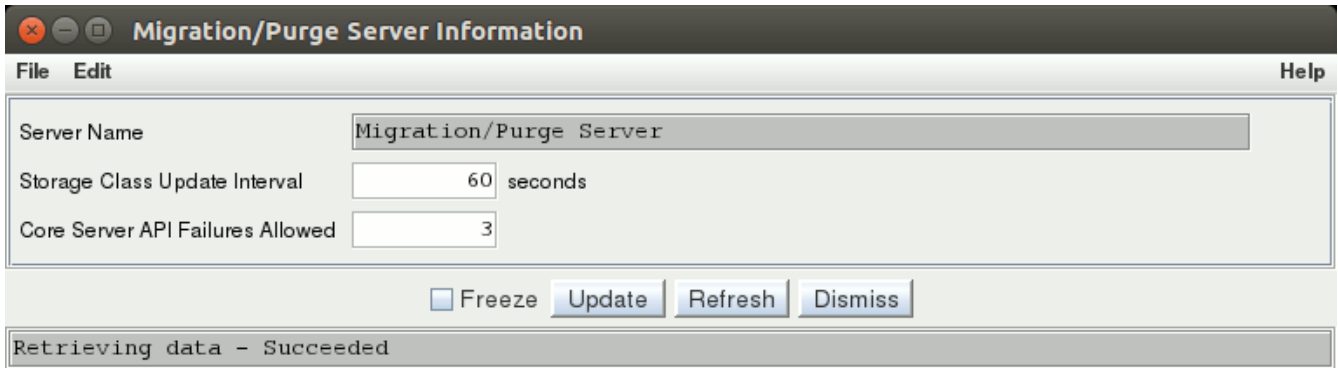 Migration/Purge Server Information
File Edit Help
Server Name Migration/Purge Server
Storage Class Update Interval 60 seconds
Core Server API Failures Allowed 3
Freeze Update Refresh Dismiss
Retrieving data - Succeeded